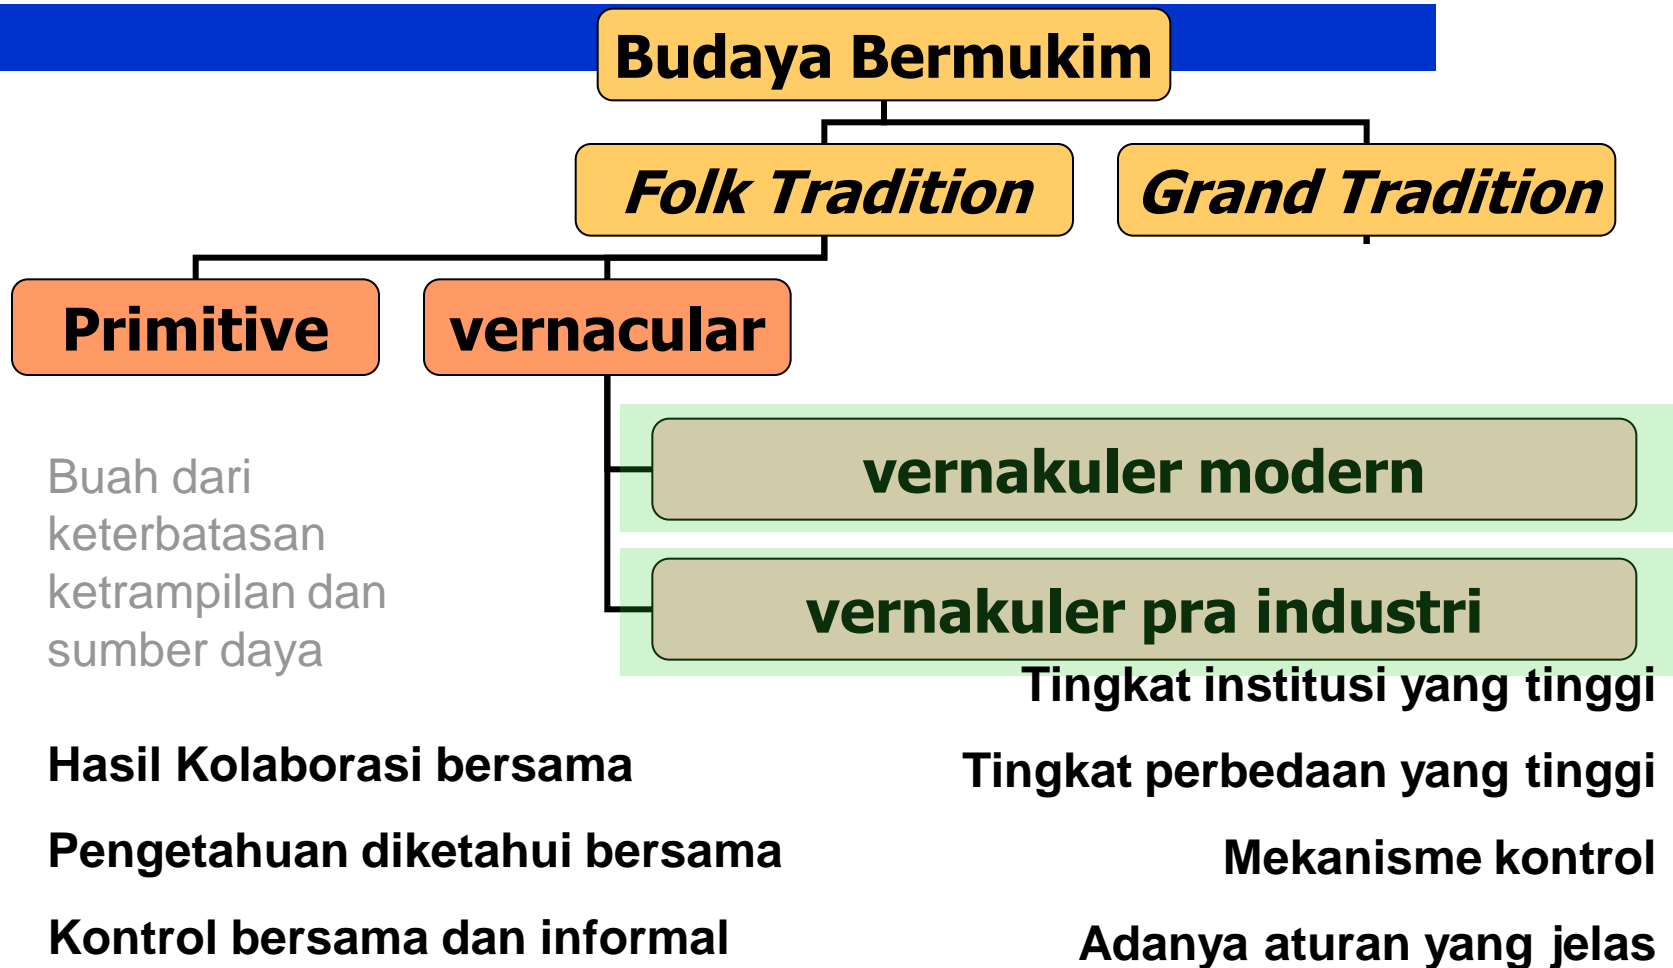 Budaya Bermukim
Folk Tradition
Grand Tradition
Primitive
vernacular
vernakuler modern
vernakuler pra industri
Buah dari
keterbatasan
ketrampilan dan
sumber daya
Hasil Kolaborasi bersama
Pengetahuan diketahui bersama
Kontrol bersama dan informal
Tingkat institusi yang tinggi
Tingkat perbedaan yang tinggi
Mekanisme kontrol
Adanya aturan yang jelas